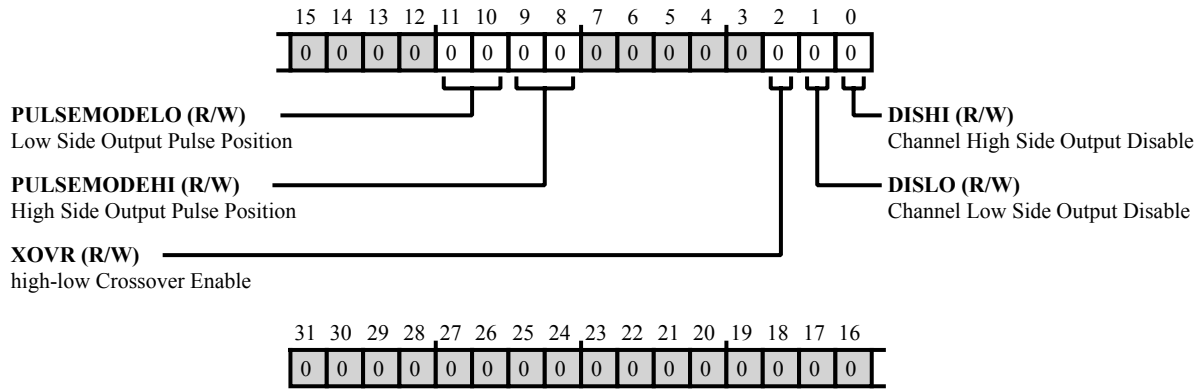 15 14 13 12 11 10 9 8 7 6 5 4 3 2 1 0
0 0 0 0 0 0 0 0 0 0 0 0 0 0 0 0
PULSEMODELO (R/W)
Low Side Output Pulse Position
DISHI (R/W)
Channel High Side Output Disable
PULSEMODEHI (R/W)
High Side Output Pulse Position
DISLO (R/W)
Channel Low Side Output Disable
XOVR (R/W)
high-low Crossover Enable
31 30 29 28 27 26 25 24 23 22 21 20 19 18 17 16
0 0 0 0 0 0 0 0 0 0 0 0 0 0 0 0